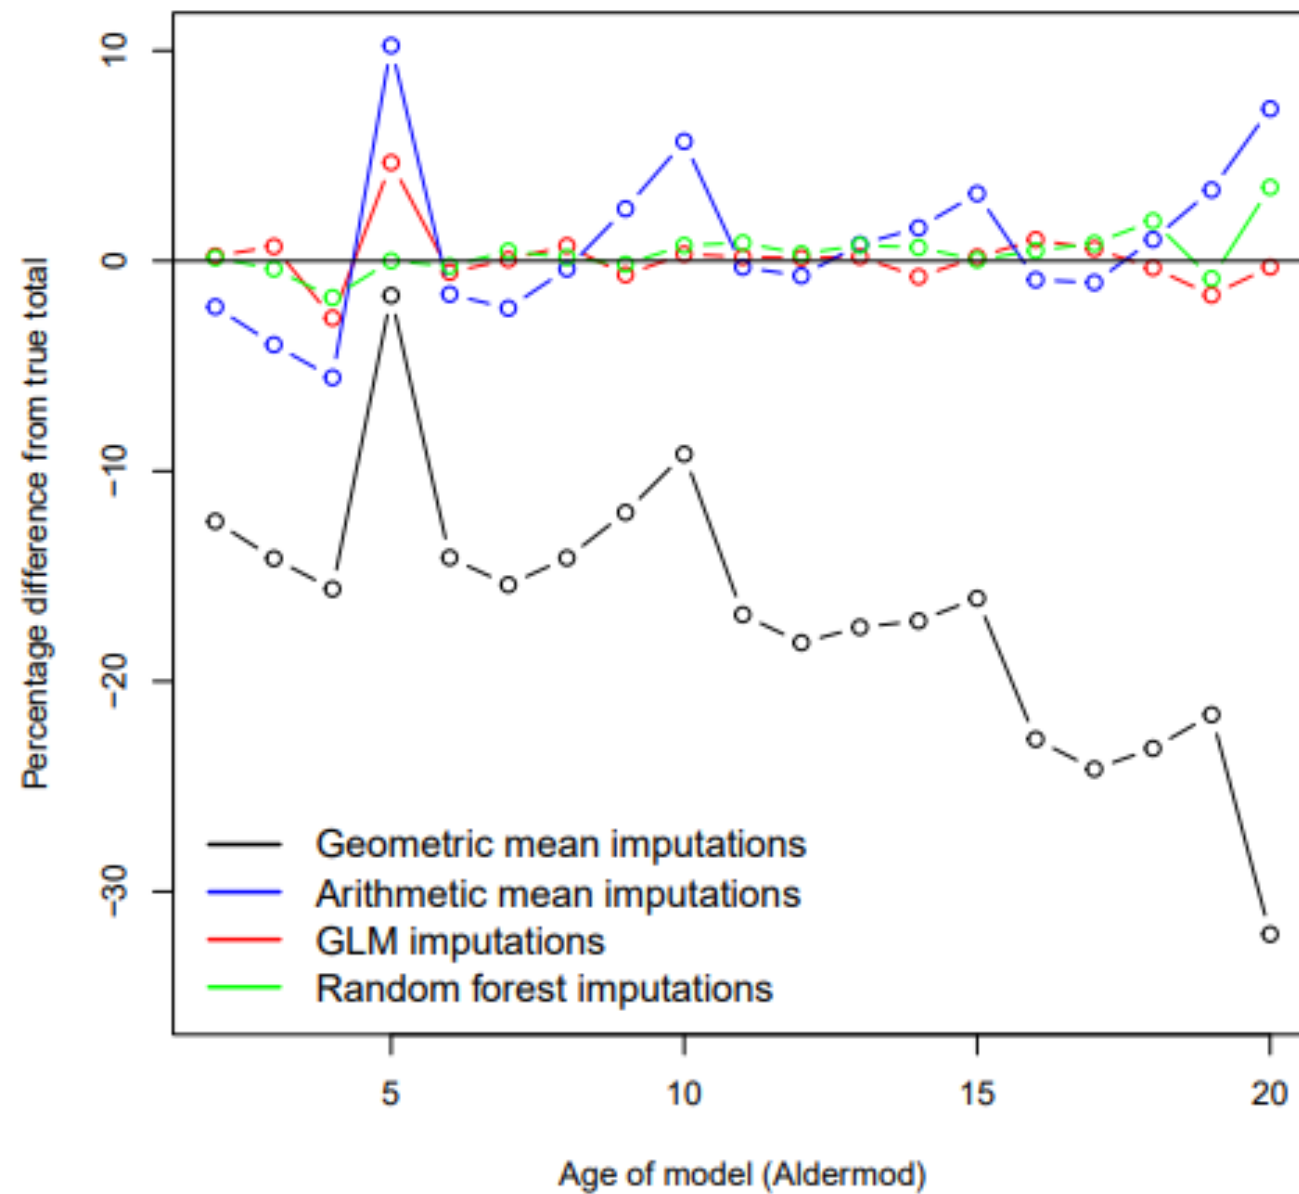 Percentage difference from true total
10
0
−10
−20
−30
Geometric mean imputations
Arithmetic mean imputations
GLM imputations
Random forest imputations
5
10
15
20
Age of model (Aldermod)